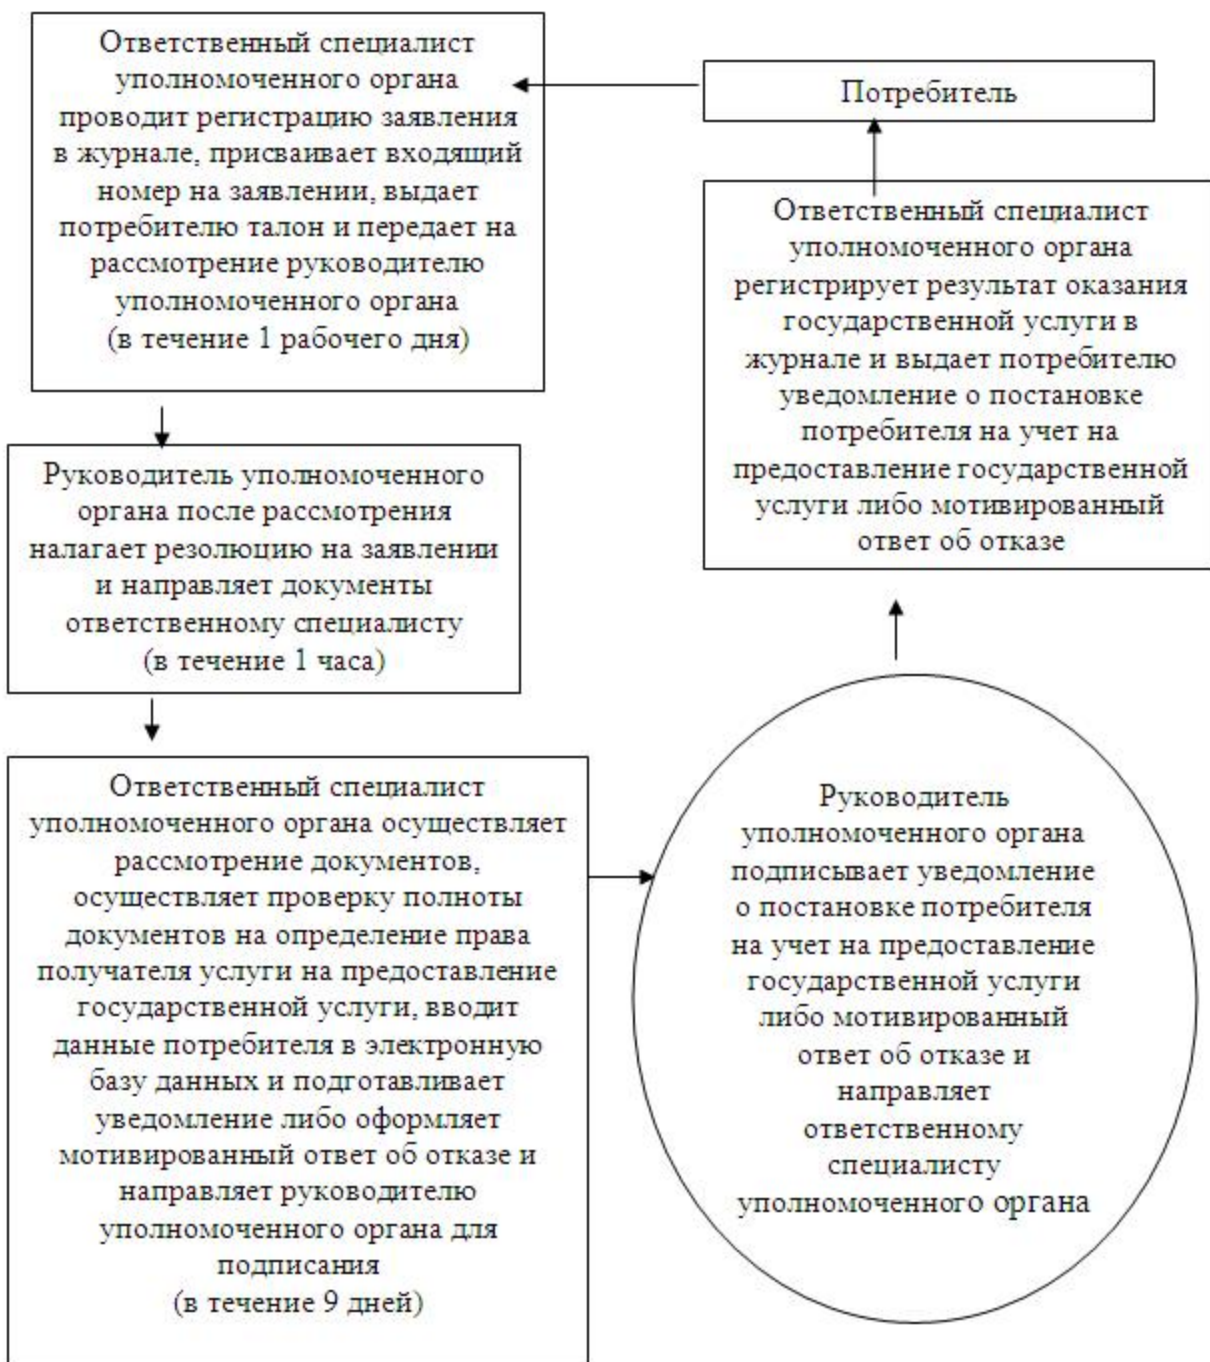 Ответственный специалист
уполномоченного органа
проводит регистрацию заявления
в журнале, присваивает входящий
номер на заявлении, выдает
потребителю талон и передает на
рассмотрение руководителю
уполномоченного органа
(в течение 1 рабочего дня)
Потребитель
Ответственный специалист
уполномоченного органа
регистрирует результат оказания
государственной услуги в
журнале и выдает потребителю
уведомление о постановке
потребителя на учет на
предоставление государственной
услуги либо мотивированный
ответ об отказе
Руководитель уполномоченного
органа после рассмотрения
налагает резолюцию на заявлении
и направляет документы
ответственному специалисту
(в течение 1 часа)
Ответственный специалист
уполномоченного органа осуществляет
рассмотрение документов,
осуществляет проверку полноты
документов на определение права
получателя услуги на предоставление
государственной услуги, вводит
данные потребителя в электронную
базу данных и подготавливает
уведомление либо оформляет
мотивированный ответ об отказе и
направляет руководителю
уполномоченного органа для
подписания
(в течение 9 дней)
Руководитель
уполномоченного органа
подписывает уведомление
о постановке потребителя
на учет на предоставление
государственной услуги
либо мотивированный
ответ об отказе и
направляет
ответственному
специалисту
уполномоченного органа